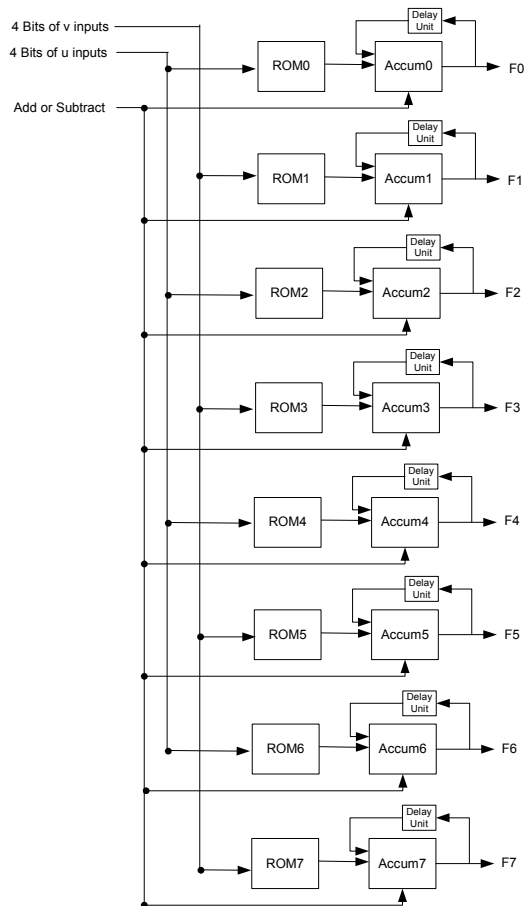 4 Bits of v inputs
4 Bits of u inputs
Add or Subtract
Delay
Unit
ROM0
Accum0
F0
Delay
Unit
ROM1
Accum1
F1
Delay
Unit
ROM2
Accum2
F2
Delay
Unit
ROM3
Accum3
F3
Delay
Unit
ROM4
Accum4
F4
Delay
Unit
ROM5
Accum5
F5
Delay
Unit
ROM6
Accum6
F6
Delay
Unit
ROM7
Accum7
F7